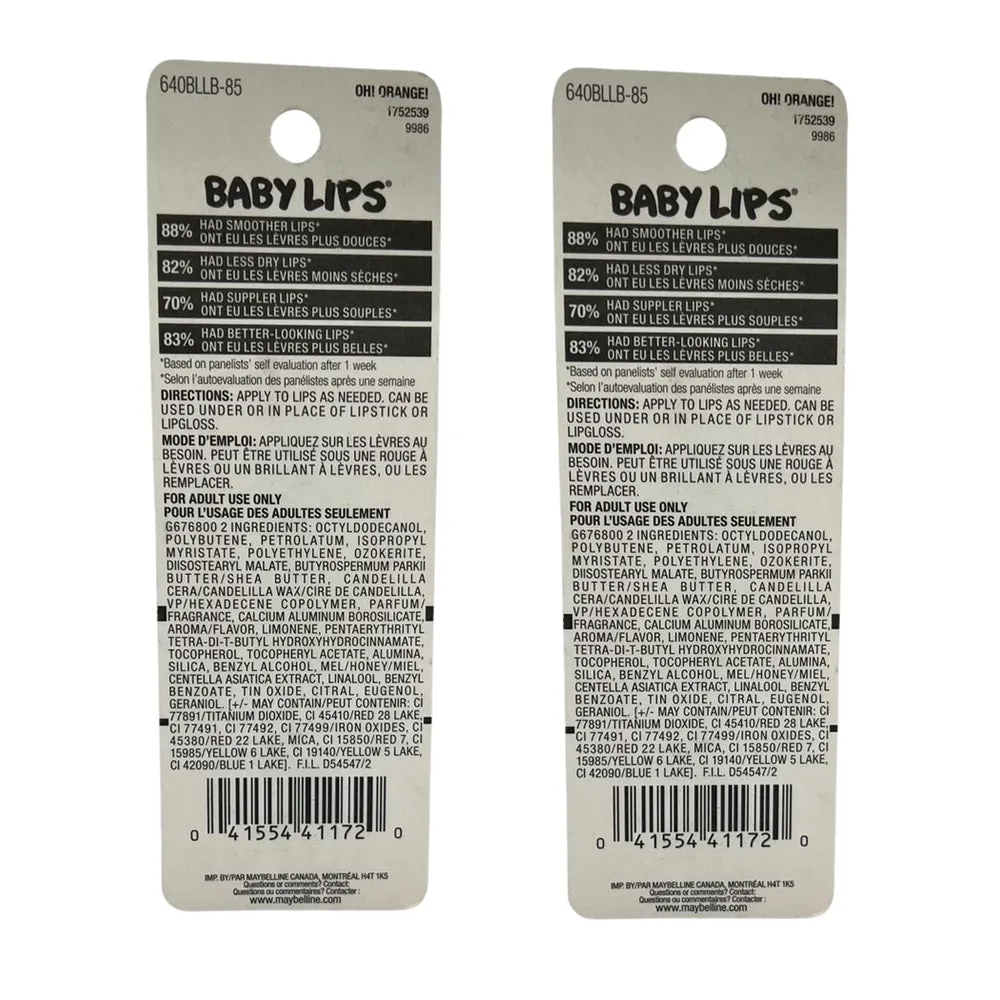 640BLLB-85
OH! ORANGE!
1752539
9986
BABY LIPS®
88% HAD SMOOTHER LIPS*
ONT EU LES LÈVRES PLUS DOUCES*
82% HAD LESS DRY LIPS*
ONT EU LES LÈVRES MOINS SÈCHES*
70% HAD SUPPLER LIPS*
ONT EU LES LÈVRES PLUS SOUPLES*
83% HAD BETTER-LOOKING LIPS*
ONT EU LES LÈVRES PLUS BELLES*
*Based on panelists' self evaluation after 1 week
*Selon l'autoevaluation des panélistes après une semaine
DIRECTIONS: APPLY TO LIPS AS NEEDED. CAN BE
USED UNDER OR IN PLACE OF LIPSTICK OR
LIPGLOSS.
MODE D'EMPLOI: APPLIQUEZ SUR LES LÈVRES AU
BESOIN. PEUT ÊTRE UTILISÉ SOUS UNE ROUGE À
LÈVRES OU UN BRILLANT À LÈVRES, OU LES
REMPLACER.
FOR ADULT USE ONLY
POUR L'USAGE DES ADULTES SEULEMENT
G676800 2 INGREDIENTS: OCTYLDODECANOL,
POLYBUTENE, PETROLATUM, ISOPROPYL
MYRISTATE, POLYETHYLENE, OZOKERITE,
DIISOSTEARYL MALATE, BUTYROSPERMUM PARKII
BUTTER/SHEA BUTTER, CANDELILLA
CERA/CANDELILLA WAX/CIRE DE CANDELILLA,
VP/HEXADECENE COPOLYMER, PARFUM/
FRAGRANCE, CALCIUM ALUMINUM BOROSILICATE,
AROMA/FLAVOR, LIMONENE, PENTAERYTHRITYL
TETRA-DI-T-BUTYL HYDROXYHYDROCINNAMATE,
TOCOPHEROL, TOCOPHERYL ACETATE, ALUMINA,
SILICA, BENZYL ALCOHOL, MEL/HONEY/MIEL,
CENTELLA ASIATICA EXTRACT, LINALOOL, BENZYL
BENZOATE, TIN OXIDE, CITRAL, EUGENOL,
GERANIOL. [+/- MAY CONTAIN/PEUT CONTENIR: CI
77891/TITANIUM DIOXIDE, CI 45410/RED 28 LAKE,
CI 77491, CI 77492, CI 77499/IRON OXIDES, CI
45380/RED 22 LAKE, MICA, CI 15850/RED 7, CI
15985/YELLOW 6 LAKE, CI 19140/YELLOW 5 LAKE,
CI 42090/BLUE 1 LAKE]. F.I.L. D54547/2
0 41554 41172 0
IMP. BY/PAR MAYBELLINE CANADA, MONTRÉAL H4T 1K5
Questions or comments? Contact:
Questions ou commentaires? Contacter :
www.maybelline.com
640BLLB-85
OH! ORANGE!
1752539
9986
BABY LIPS®
88% HAD SMOOTHER LIPS*
ONT EU LES LÈVRES PLUS DOUCES*
82% HAD LESS DRY LIPS*
ONT EU LES LÈVRES MOINS SÈCHES*
70% HAD SUPPLER LIPS*
ONT EU LES LÈVRES PLUS SOUPLES*
83% HAD BETTER-LOOKING LIPS*
ONT EU LES LÈVRES PLUS BELLES*
*Based on panelists' self evaluation after 1 week
*Selon l'autoevaluation des panélistes après une semaine
DIRECTIONS: APPLY TO LIPS AS NEEDED. CAN BE
USED UNDER OR IN PLACE OF LIPSTICK OR
LIPGLOSS.
MODE D'EMPLOI: APPLIQUEZ SUR LES LÈVRES AU
BESOIN. PEUT ÊTRE UTILISÉ SOUS UNE ROUGE À
LÈVRES OU UN BRILLANT À LÈVRES, OU LES
REMPLACER.
FOR ADULT USE ONLY
POUR L'USAGE DES ADULTES SEULEMENT
G676800 2 INGREDIENTS: OCTYLDODECANOL,
POLYBUTENE, PETROLATUM, ISOPROPYL
MYRISTATE, POLYETHYLENE, OZOKERITE,
DIISOSTEARYL MALATE, BUTYROSPERMUM PARKII
BUTTER/SHEA BUTTER, CANDELILLA
CERA/CANDELILLA WAX/CIRE DE CANDELILLA,
VP/HEXADECENE COPOLYMER, PARFUM/
FRAGRANCE, CALCIUM ALUMINUM BOROSILICATE,
AROMA/FLAVOR, LIMONENE, PENTAERYTHRITYL
TETRA-DI-T-BUTYL HYDROXYHYDROCINNAMATE,
TOCOPHEROL, TOCOPHERYL ACETATE, ALUMINA,
SILICA, BENZYL ALCOHOL, MEL/HONEY/MIEL,
CENTELLA ASIATICA EXTRACT, LINALOOL, BENZYL
BENZOATE, TIN OXIDE, CITRAL, EUGENOL,
GERANIOL. [+/- MAY CONTAIN/PEUT CONTENIR: CI
77891/TITANIUM DIOXIDE, CI 45410/RED 28 LAKE,
CI 77491, CI 77492, CI 77499/IRON OXIDES, CI
45380/RED 22 LAKE, MICA, CI 15850/RED 7, CI
15985/YELLOW 6 LAKE, CI 19140/YELLOW 5 LAKE,
CI 42090/BLUE 1 LAKE]. F.I.L. D54547/2
0 41554 41172 0
IMP. BY/PAR MAYBELLINE CANADA, MONTRÉAL H4T 1K5
Questions or comments? Contact:
Questions ou commentaires? Contacter :
www.maybelline.com